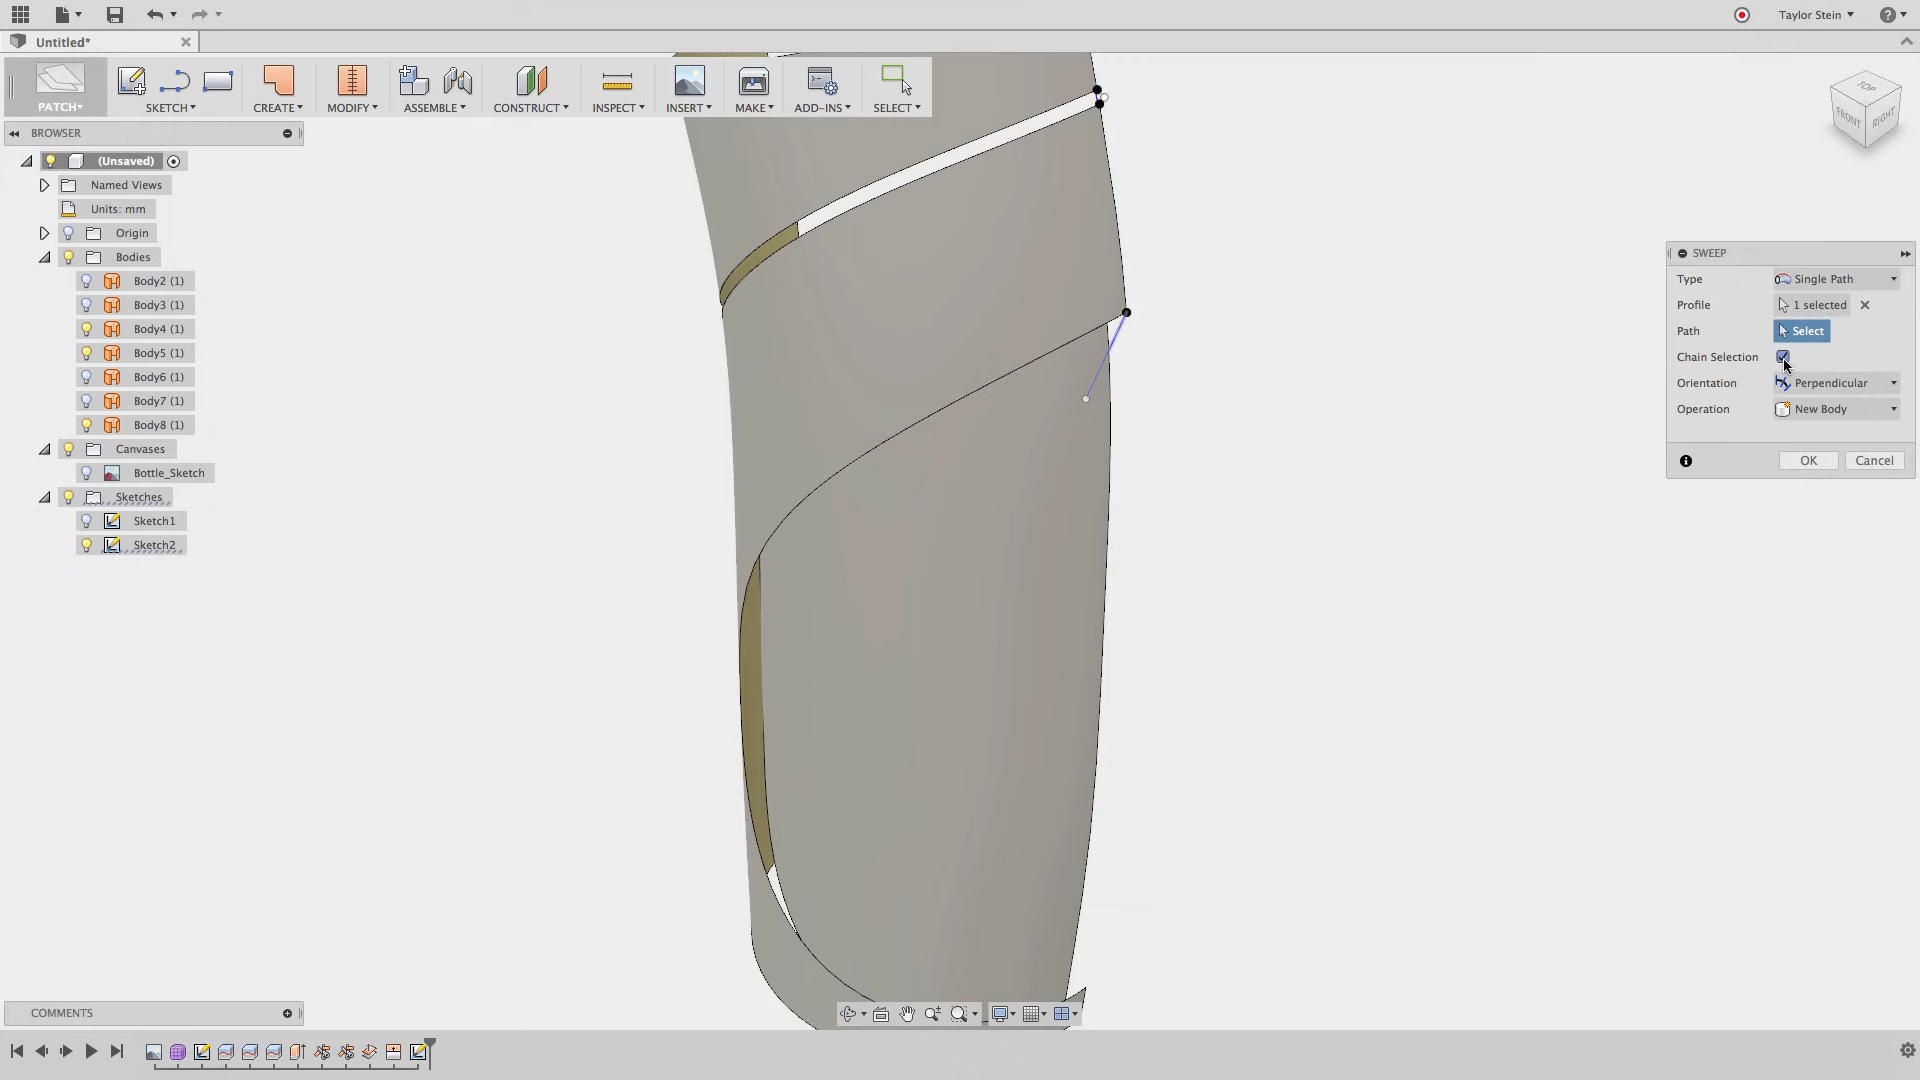 Taylor Stein
Untitled*
PATCH
SKETCH
CREATE
MODIFY
ASSEMBLE
CONSTRUCT
INSPECT
INSERT
MAKE
ADD-INS
SELECT
BROWSER
(Unsaved)
Named Views
Units: mm
Origin
Bodies
Body2 (1)
Body3 (1)
Body4 (1)
Body5 (1)
Body6 (1)
Body7 (1)
Body8 (1)
Canvases
Bottle_Sketch
Sketches
Sketch1
Sketch2
TOP
FRONT
RIGHT
SWEEP
Type Single Path
Profile 1 selected
Path Select
Chain Selection
Orientation Perpendicular
Operation New Body
OK Cancel
COMMENTS